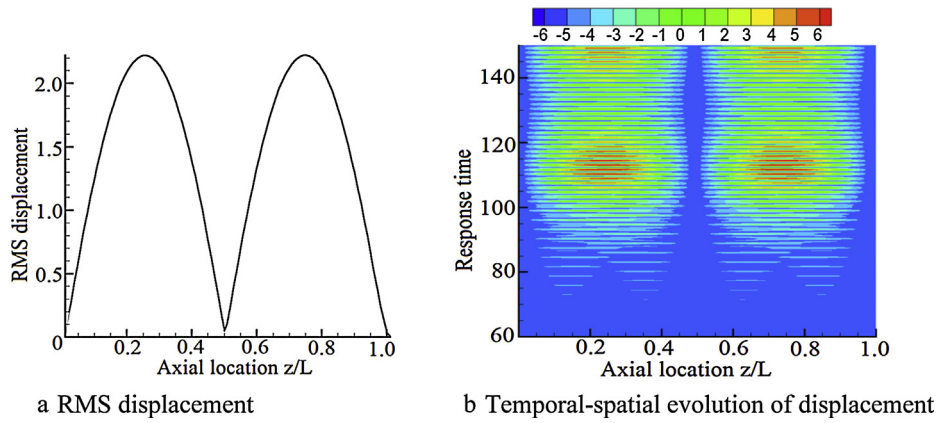 -6 -5 -4 -3 -2 -1 0 1 2 3 4 5 6
RMS displacement
2.0
1.5
1.0
0.5
0
0.2 0.4 0.6 0.8 1.0
Axial location z/L
a RMS displacement
Response time
140
120
100
80
60
0.2 0.4 0.6 0.8 1.0
Axial location z/L
b Temporal-spatial evolution of displacement